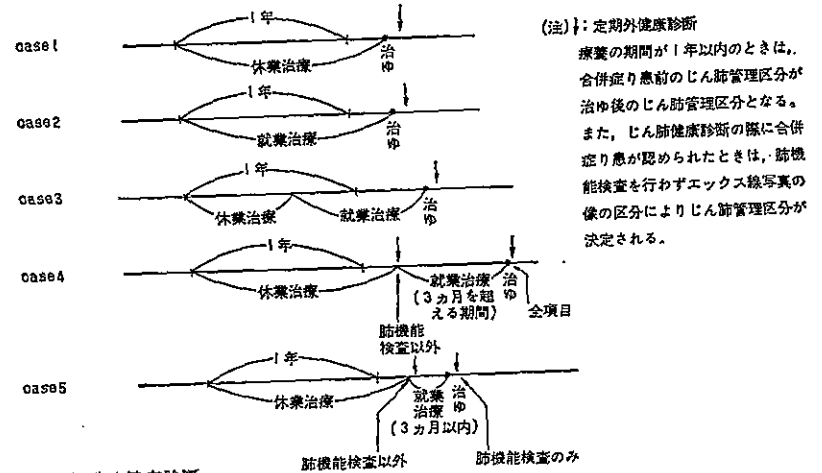 case1
1年
休業治療
治ゆ
case2
1年
就業治療
治ゆ
case3
1年
休業治療
就業治療
治ゆ
case4
1年
休業治療
就業治療
(3ヵ月を超
える期間)
治ゆ
全項目
肺機能
検査以外
case5
1年
休業治療
就業
治療
(3ヵ月以内)
治ゆ
肺機能検査以外
肺機能検査のみ
(注)↓:定期外健康診断
療養の期間が1年以内のときは、
合併症り患前のじん肺管理区分が
治ゆ後のじん肺管理区分となる。
また,じん肺健康診断の際に合併
症り患が認められたときは,肺機
能検査を行わずエックス線写真の
像の区分によりじん肺管理区分が
決定される。